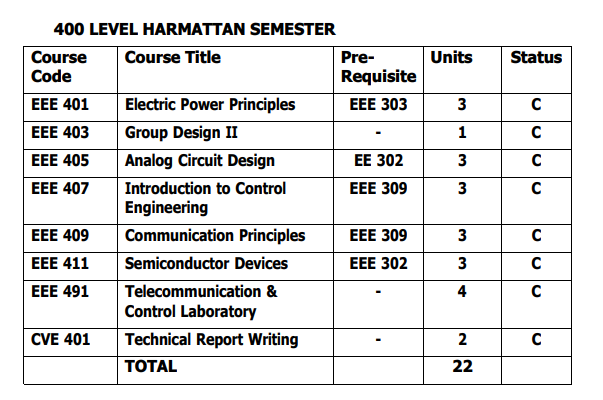 400 LEVEL HARMATTAN SEMESTER
Course Code Course Title Pre-Requisite Units Status
EEE 401 Electric Power Principles EEE 303 3 C
EEE 403 Group Design II - 1 C
EEE 405 Analog Circuit Design EE 302 3 C
EEE 407 Introduction to Control Engineering EEE 309 3 C
EEE 409 Communication Principles EEE 309 3 C
EEE 411 Semiconductor Devices EEE 302 3 C
EEE 491 Telecommunication & Control Laboratory - 4 C
CVE 401 Technical Report Writing - 2 C
TOTAL 22